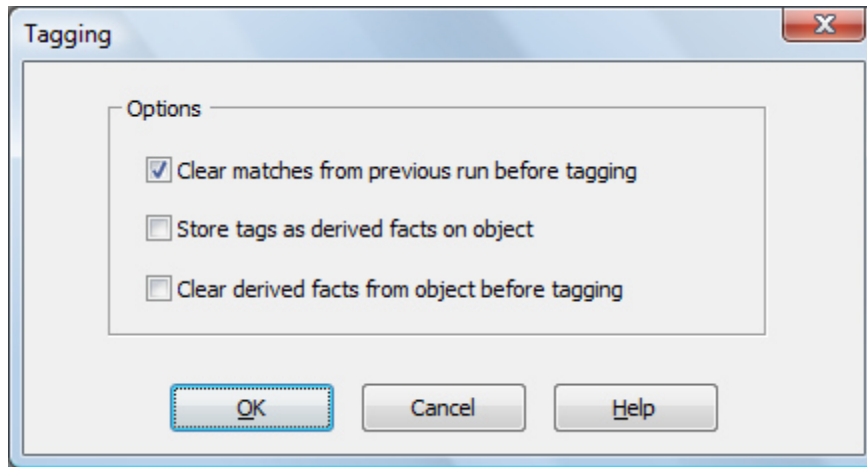 Tagging
Options
Clear matches from previous run before tagging
Store tags as derived facts on object
Clear derived facts from object before tagging
OK Cancel Help